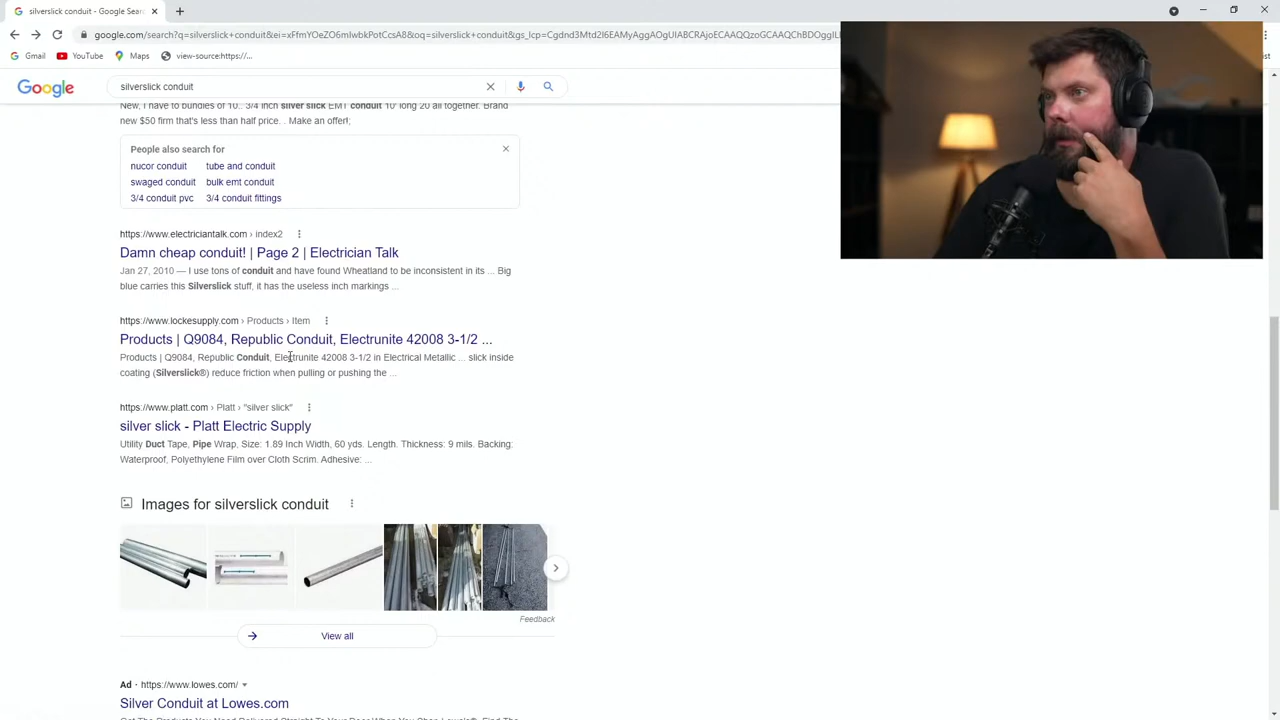 silverslick conduit - Google Sear
google.com/search?q=silverslick+conduit&ei=xFfmYOeZO6mIwbkPotCcsA8&oq=silverslick+conduit&gs_lcp=
Gmail YouTube Maps view-source:https://...
Google silverslick conduit
New, I have to bundles of 10.. 3/4 inch silver slick EMT conduit 10' long 20 all together. Brand
new $50 firm that's less than half price. . Make an offer!;
People also search for
nucor conduit tube and conduit
swaged conduit bulk emt conduit
3/4 conduit pvc 3/4 conduit fittings
https://www.electriciantalk.com › index2
Damn cheap conduit! | Page 2 | Electrician Talk
Jan 27, 2010 — I use tons of conduit and have found Wheatland to be inconsistent in its ... Big
blue carries this Silverslick stuff, it has the useless inch markings ...
https://www.lockesupply.com › Products › Item
Products | Q9084, Republic Conduit, Electrunite 42008 3-1/2 ...
Products | Q9084, Republic Conduit, Electrunite 42008 3-1/2 in Electrical Metallic ... slick inside
coating (Silverslick®) reduce friction when pulling or pushing the ...
https://www.platt.com › Platt › "silver slick"
silver slick - Platt Electric Supply
Utility Duct Tape, Pipe Wrap, Size: 1.89 Inch Width, 60 yds. Length. Thickness: 9 mils. Backing:
Waterproof, Polyethylene Film over Cloth Scrim. Adhesive: ...
Images for silverslick conduit
Feedback
View all
Ad · https://www.lowes.com/
Silver Conduit at Lowes.com